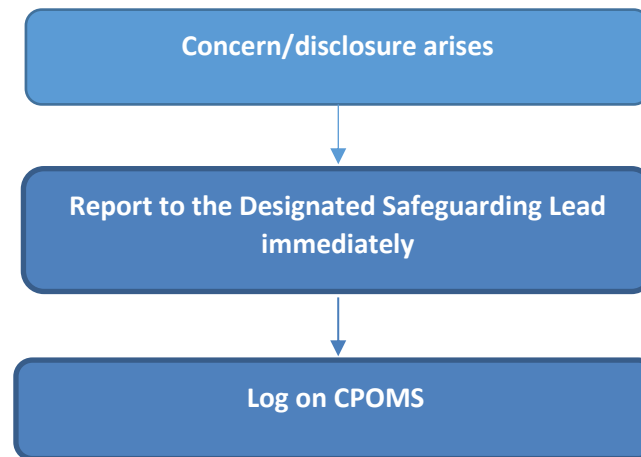 Concern/disclosure arises
Report to the Designated Safeguarding Lead
immediately
Log on CPOMS